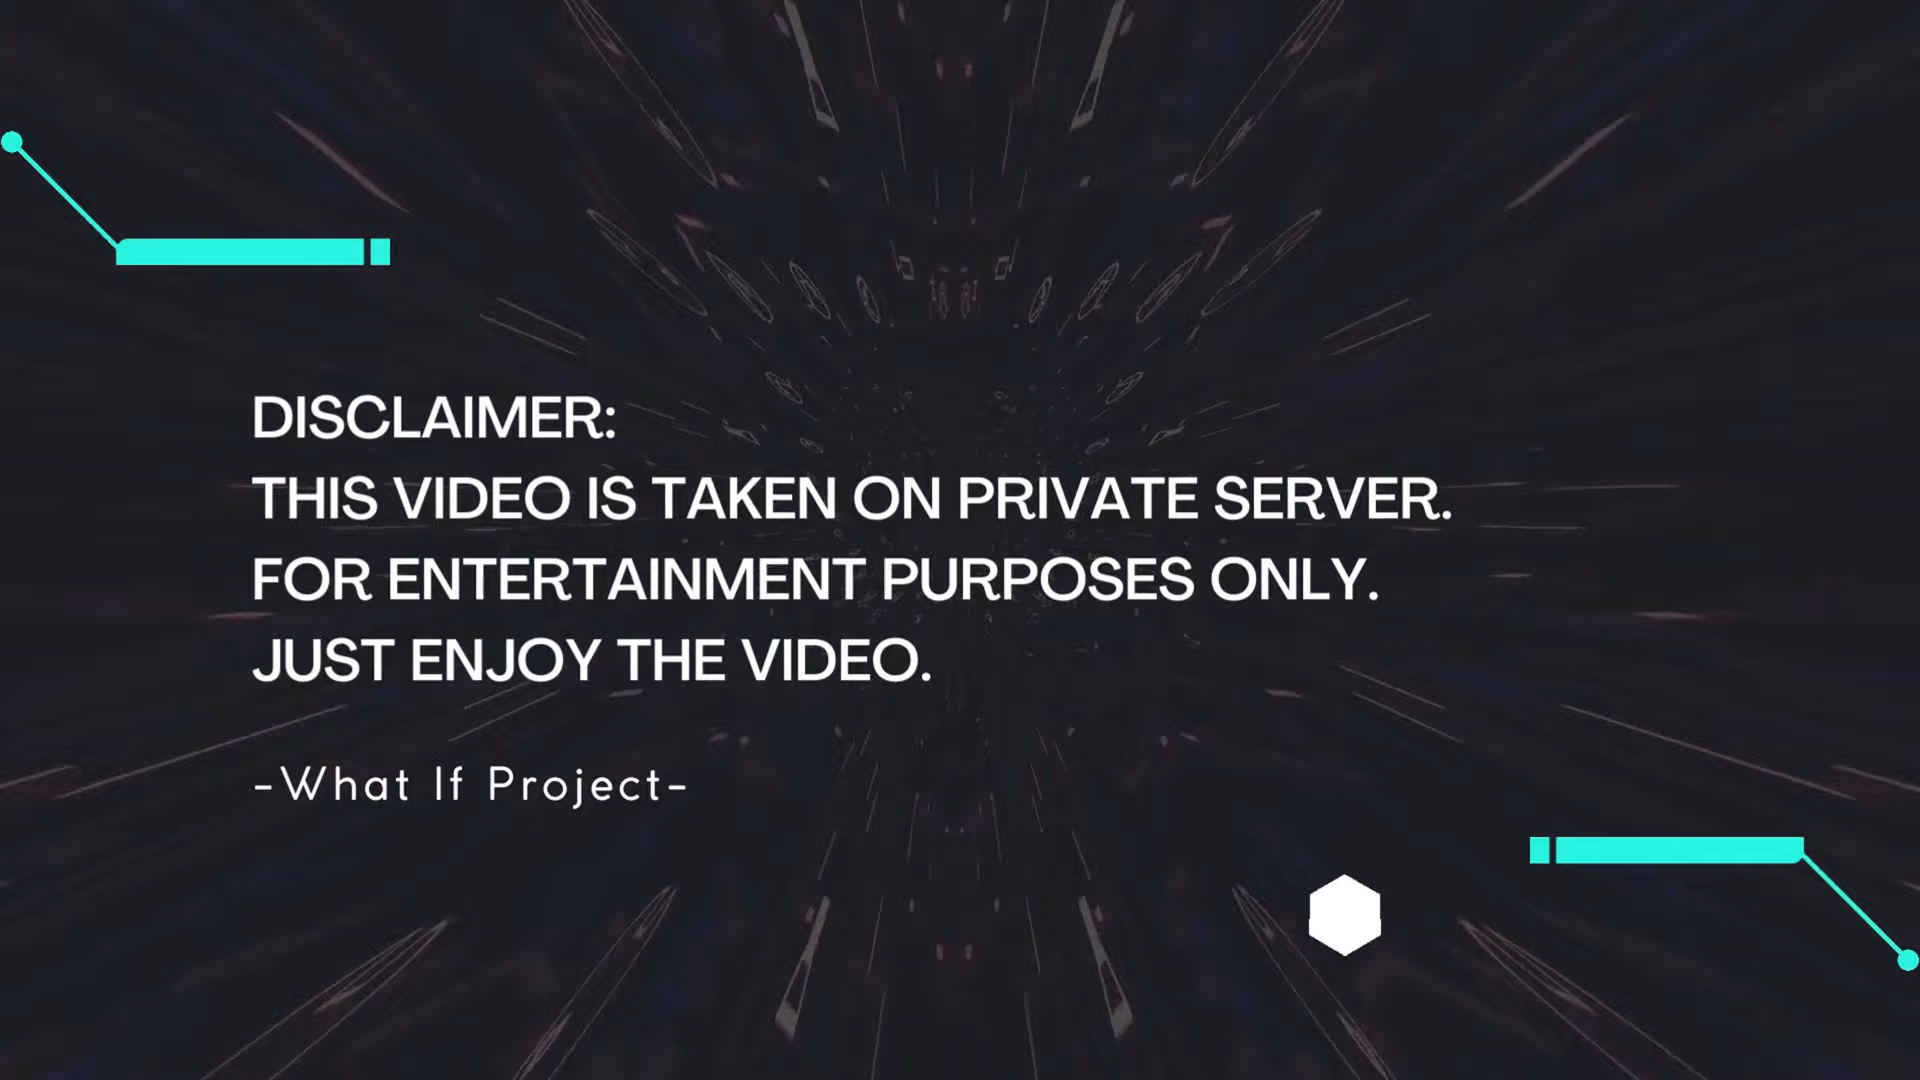 DISCLAIMER:
THIS VIDEO IS TAKEN ON PRIVATE SERVER.
FOR ENTERTAINMENT PURPOSES ONLY.
JUST ENJOY THE VIDEO.
-What If Project-